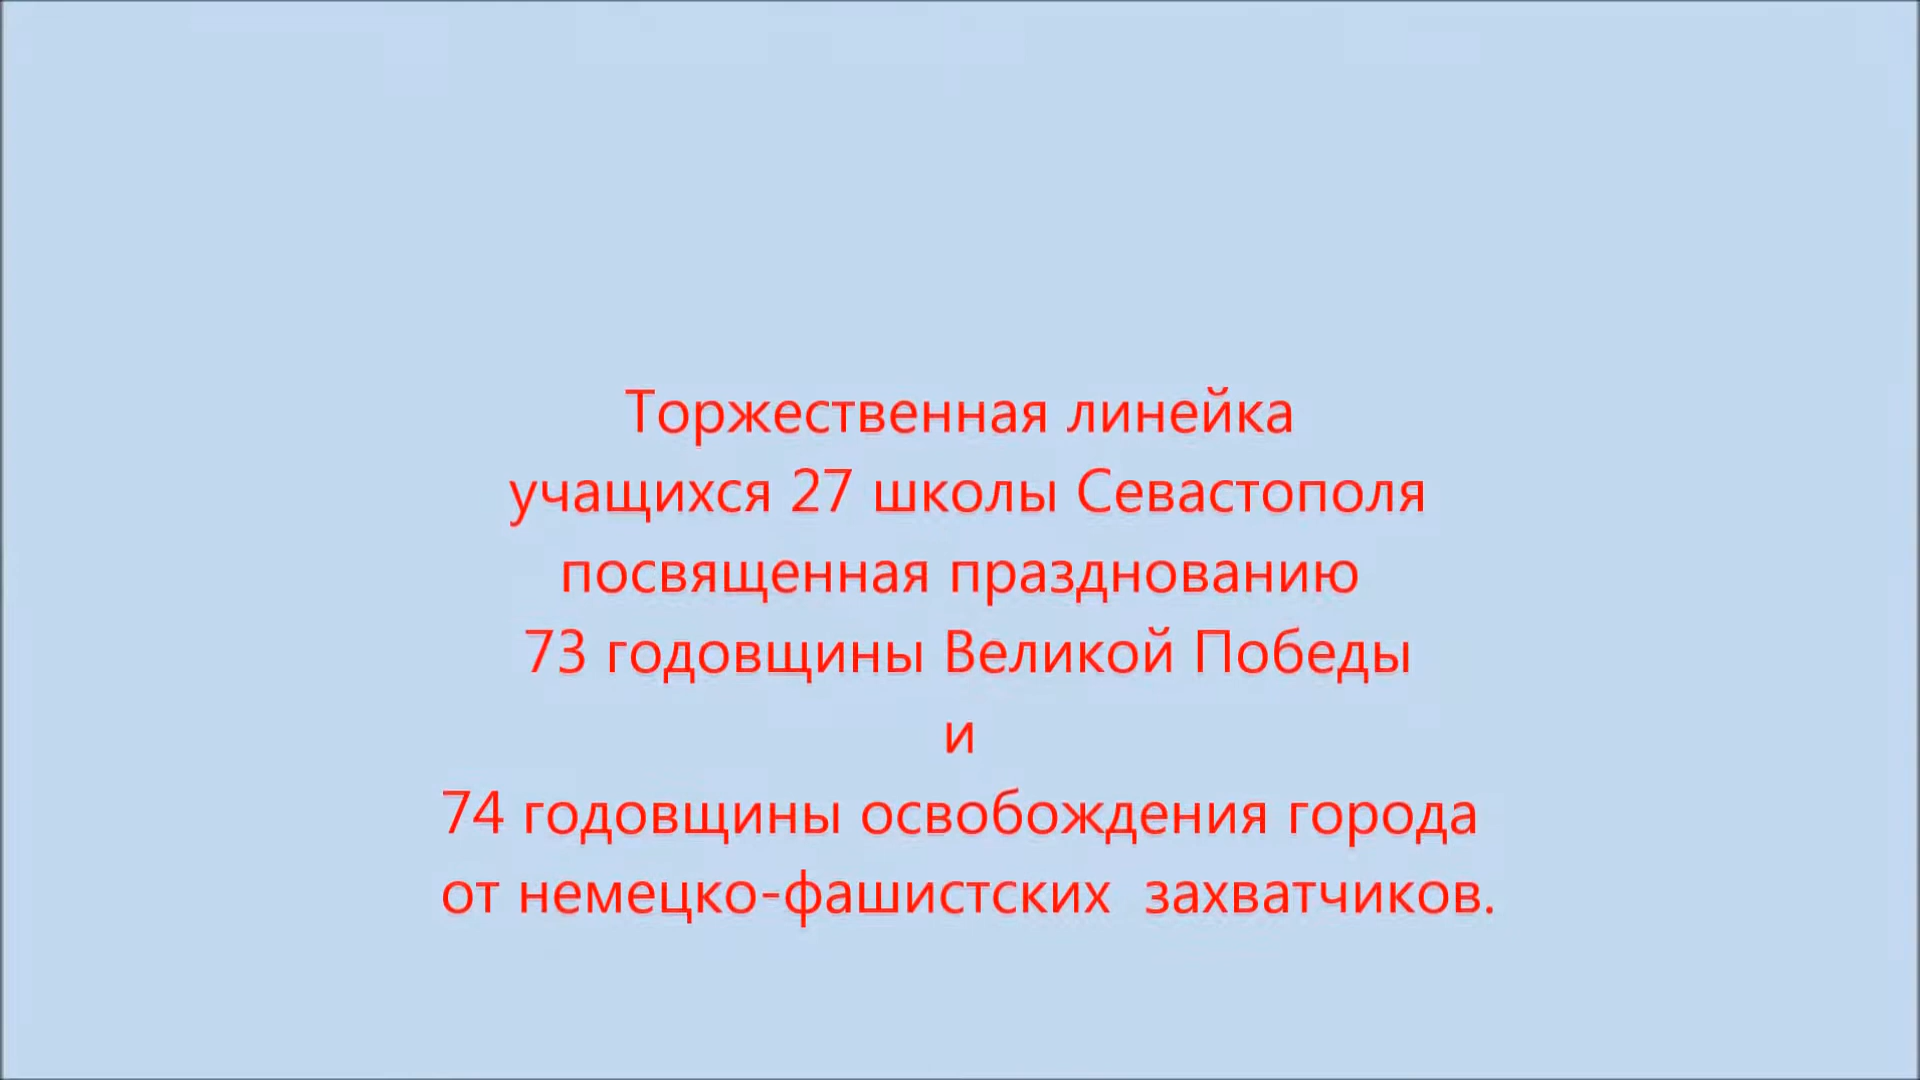 Торжественная линейка
учащихся 27 школы Севастополя
посвященная празднованию
73 годовщины Великой Победы
и
74 годовщины освобождения города
от немецко-фашистских захватчиков.